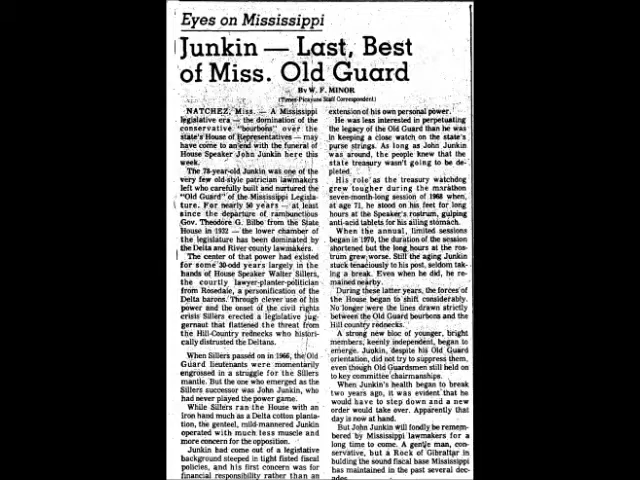 Eyes on Mississippi
Junkin — Last, Best
of Miss. Old Guard
By W. F. MINOR
(Times-Picayune Staff Correspondent)
NATCHEZ, Miss. — A Mississippi
legislative era — the domination of the
conservative "bourbons" over the
state's House of Representatives — may
have come to an end with the funeral of
House Speaker John Junkin here this
week.
The 78-year-old Junkin was one of the
very few old-style patrician lawmakers
left who carefully built and nurtured the
"Old Guard" of the Mississippi Legisla-
ture. For nearly 50 years — at least
since the departure of rambunctious
Gov. Theodore G. Bilbo from the State
House in 1932 — the lower chamber of
the legislature has been dominated by
the Delta and River county lawmakers.
The center of that power had existed
for some 30-odd years largely in the
hands of House Speaker Walter Sillers,
the courtly lawyer-planter-politician
from Rosedale, a personification of the
Delta barons. Through clever use of his
power and the onset of the civil rights
crisis Sillers erected a legislative jug-
gernaut that flattened the threat from
the Hill-Country rednecks who histori-
cally distrusted the Deltans.
When Sillers passed on in 1966, the Old
Guard lieutenants were momentarily
engrossed in a struggle for the Sillers
mantle. But the one who emerged as the
Sillers successor was John Junkin, who
had never played the power game.
While Sillers ran the House with an
iron hand much as a Delta cotton planta-
tion, the genteel, mild-mannered Junkin
operated with much less muscle and
more concern for the opposition.
Junkin had come out of a legislative
background steeped in tight fisted fiscal
policies, and his first concern was for
financial responsibility rather than an
extension of his own personal power.
He was less interested in perpetuating
the legacy of the Old Guard than he was
in keeping a close watch on the state's
purse strings. As long as John Junkin
was around, the people knew that the
state treasury wasn't going to be de-
pleted.
His role as the treasury watchdog
grew tougher during the marathon
seven-month-long session of 1968 when,
at age 71, he stood on his feet for long
hours at the Speaker's rostrum, gulping
anti-acid tablets for his ailing stomach.
When the annual, limited sessions
began in 1970, the duration of the session
shortened but the long hours at the ros-
trum grew worse. Still the aging Junkin
stuck tenaciously to his post, seldom tak-
ing a break. Even when he did, he re-
mained nearby.
During these latter years, the forces of
the House began to shift considerably.
No longer were the lines drawn strictly
between the Old Guard bourbons and the
Hill country rednecks.
A strong new bloc of younger, bright
members, keenly independent, began to
emerge. Junkin, despite his Old Guard
orientation, did not try to suppress them,
even though Old Guardsmen still held on
to key committee chairmanships.
When Junkin's health began to break
two years ago, it was evident that he
would have to step down and a new
order would take over. Apparently that
day is now at hand.
But John Junkin will fondly be remem-
bered by Mississippi lawmakers for a
long time to come. A gentle man, con-
servative, but a Rock of Gibraltar in
building the sound fiscal base Mississippi
has maintained in the past several dec-